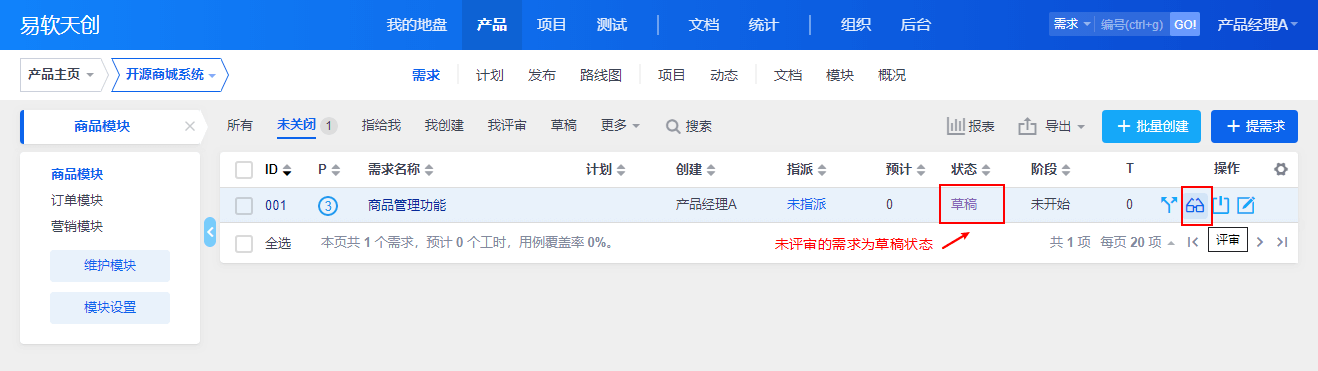 易软天创 我的地盘 产品 项目 测试 文档 统计 组织 后台 需求 编号(ctrl+g) GO! 产品经理A
产品主页 开源商城系统 需求 计划 发布 路线图 项目 动态 文档 模块 概况
商品模块 所有 未关闭 1 指给我 我创建 我评审 草稿 更多 搜索 报表 导出 批量创建 提需求
ID P 需求名称 计划 创建 指派 预计 状态 阶段 T 操作
商品模块
001 3 商品管理功能 产品经理A 未指派 0 草稿 未开始 0
订单模块
营销模块
全选 本页共 1 个需求，预计 0 个工时，用例覆盖率 0%。 未评审的需求为草稿状态 共 1 项 每页 20 项 评审
维护模块
模块设置